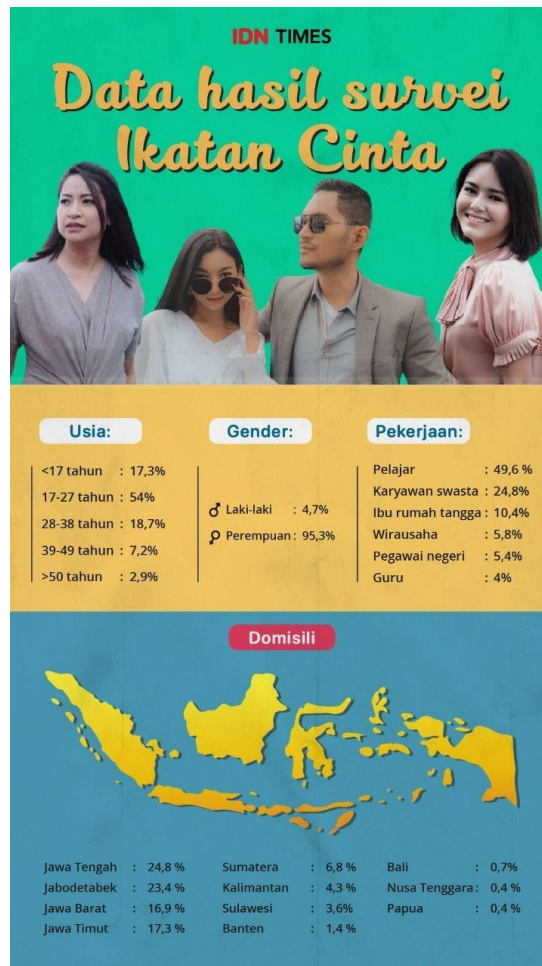 IDN TIMES
Data hasil survei
Ikatan Cinta
Usia:
<17 tahun : 17,3%
17-27 tahun : 54%
28-38 tahun : 18,7%
39-49 tahun : 7,2%
>50 tahun : 2,9%
Gender:
Laki-laki : 4,7%
Perempuan : 95,3%
Pekerjaan:
Pelajar : 49,6 %
Karyawan swasta : 24,8%
Ibu rumah tangga : 10,4%
Wirausaha : 5,8%
Pegawai negeri : 5,4%
Guru : 4%
Domisili
Jawa Tengah : 24,8 %
Jabodetabek : 23,4 %
Jawa Barat : 16,9 %
Jawa Timut : 17,3 %
Sumatera : 6,8 %
Kalimantan : 4,3 %
Sulawesi : 3,6%
Banten : 1,4 %
Bali : 0,7%
Nusa Tenggara : 0,4 %
Papua : 0,4 %